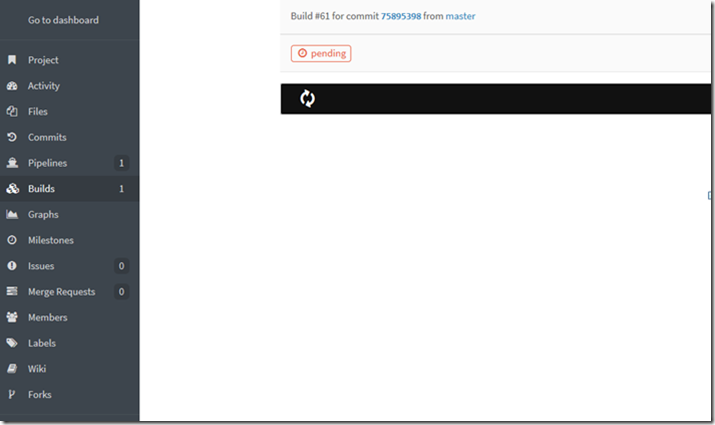 Go to dashboard
Project
Activity
Files
Commits
Pipelines 1
Builds 1
Graphs
Milestones
Issues 0
Merge Requests 0
Members
Labels
Wiki
Forks
Build #61 for commit 75895398 from master
pending